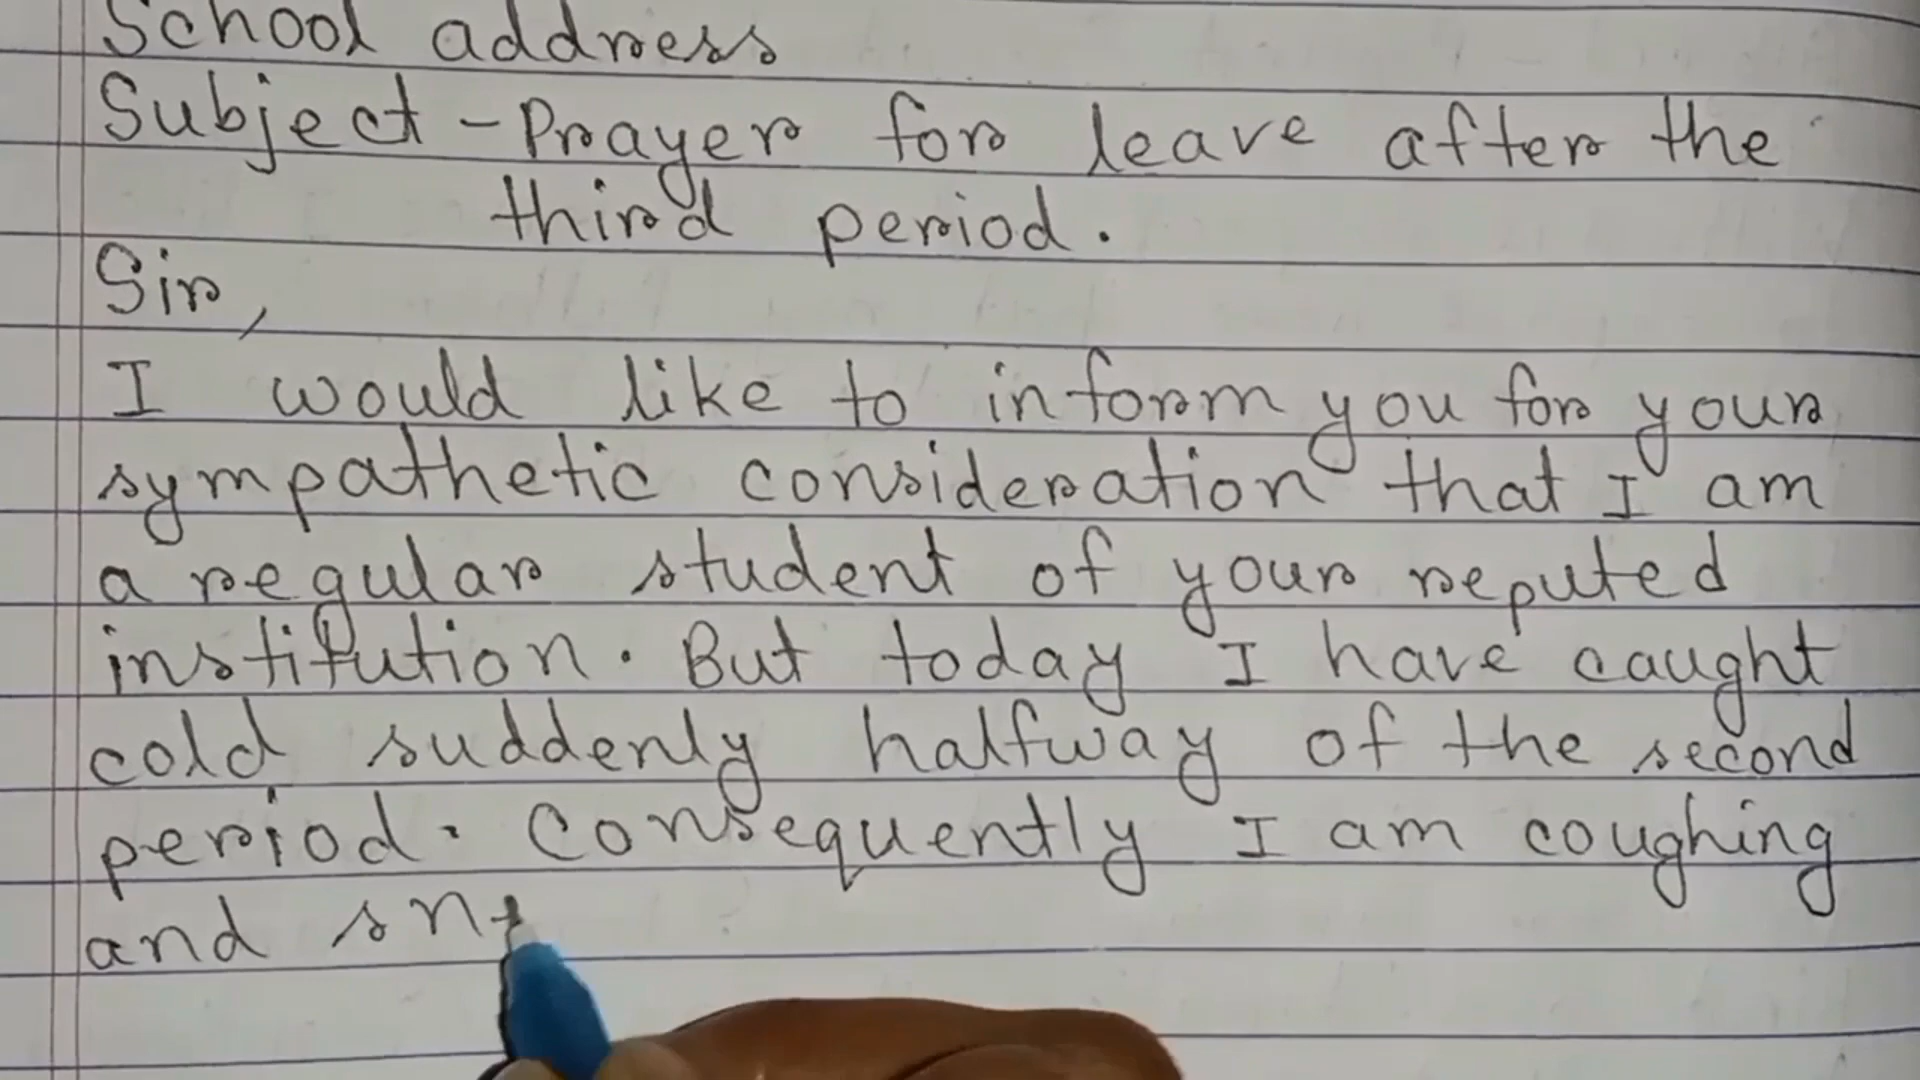 School address
Subject - Prayer for leave after the
third period.
Sir,
I would like to inform you for your
sympathetic consideration that I am
a regular student of your reputed
institution. But today I have caught
cold suddenly halfway of the second
period. Consequently I am coughing
and